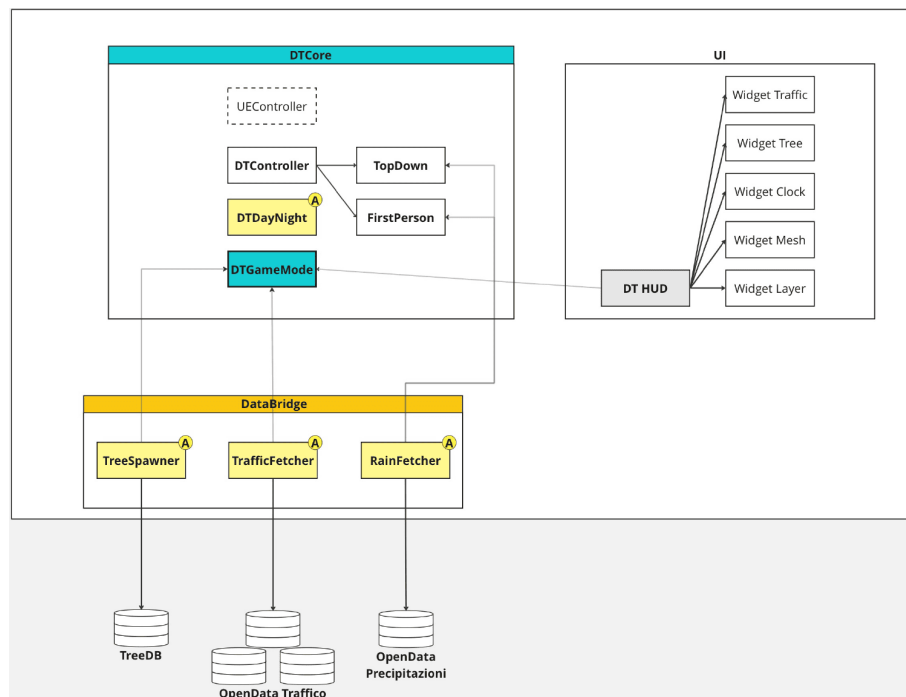 DTCore
UI
UEController
Widget Traffic
DTController
TopDown
Widget Tree
A
DTDayNight
FirstPerson
Widget Clock
DTGameMode
Widget Mesh
DT HUD
Widget Layer
DataBridge
A
TreeSpawner
A
TrafficFetcher
A
RainFetcher
TreeDB
OpenData Traffico
OpenData
Precipitazioni